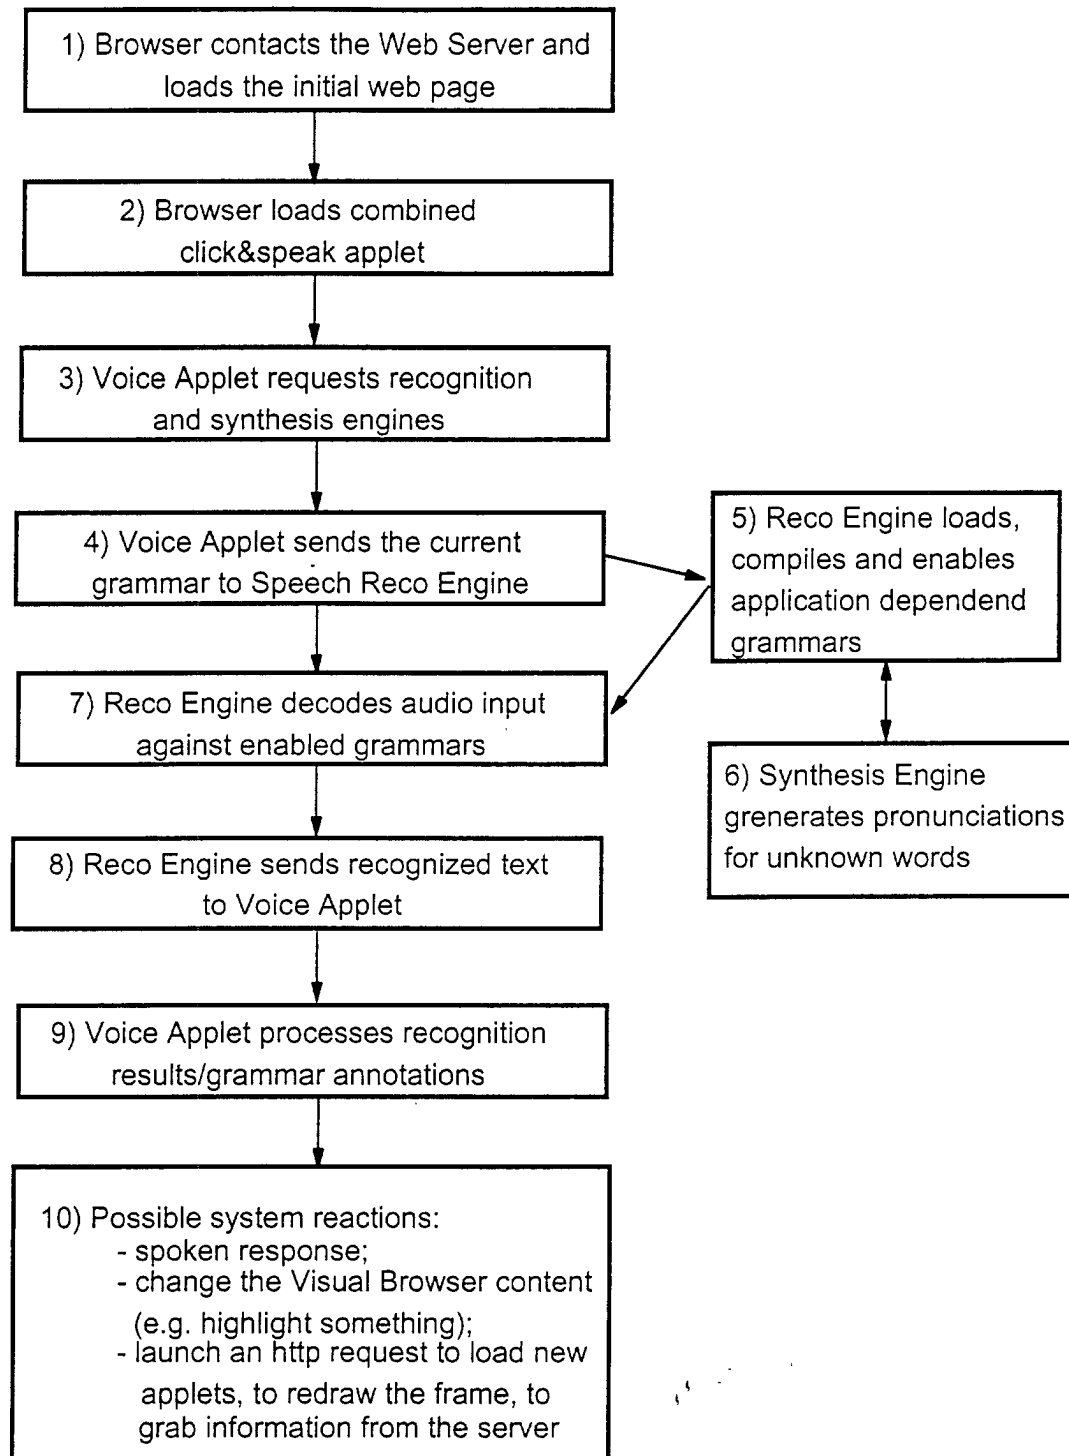 1) Browser contacts the Web Server and
loads the initial web page
2) Browser loads combined
click&speak applet
3) Voice Applet requests recognition
and synthesis engines
4) Voice Applet sends the current
grammar to Speech Reco Engine
5) Reco Engine loads,
compiles and enables
application dependend
grammars
6) Synthesis Engine
grenerates pronunciations
for unknown words
7) Reco Engine decodes audio input
against enabled grammars
8) Reco Engine sends recognized text
to Voice Applet
9) Voice Applet processes recognition
results/grammar annotations
10) Possible system reactions:
- spoken response;
- change the Visual Browser content
(e.g. highlight something);
- launch an http request to load new
applets, to redraw the frame, to
grab information from the server